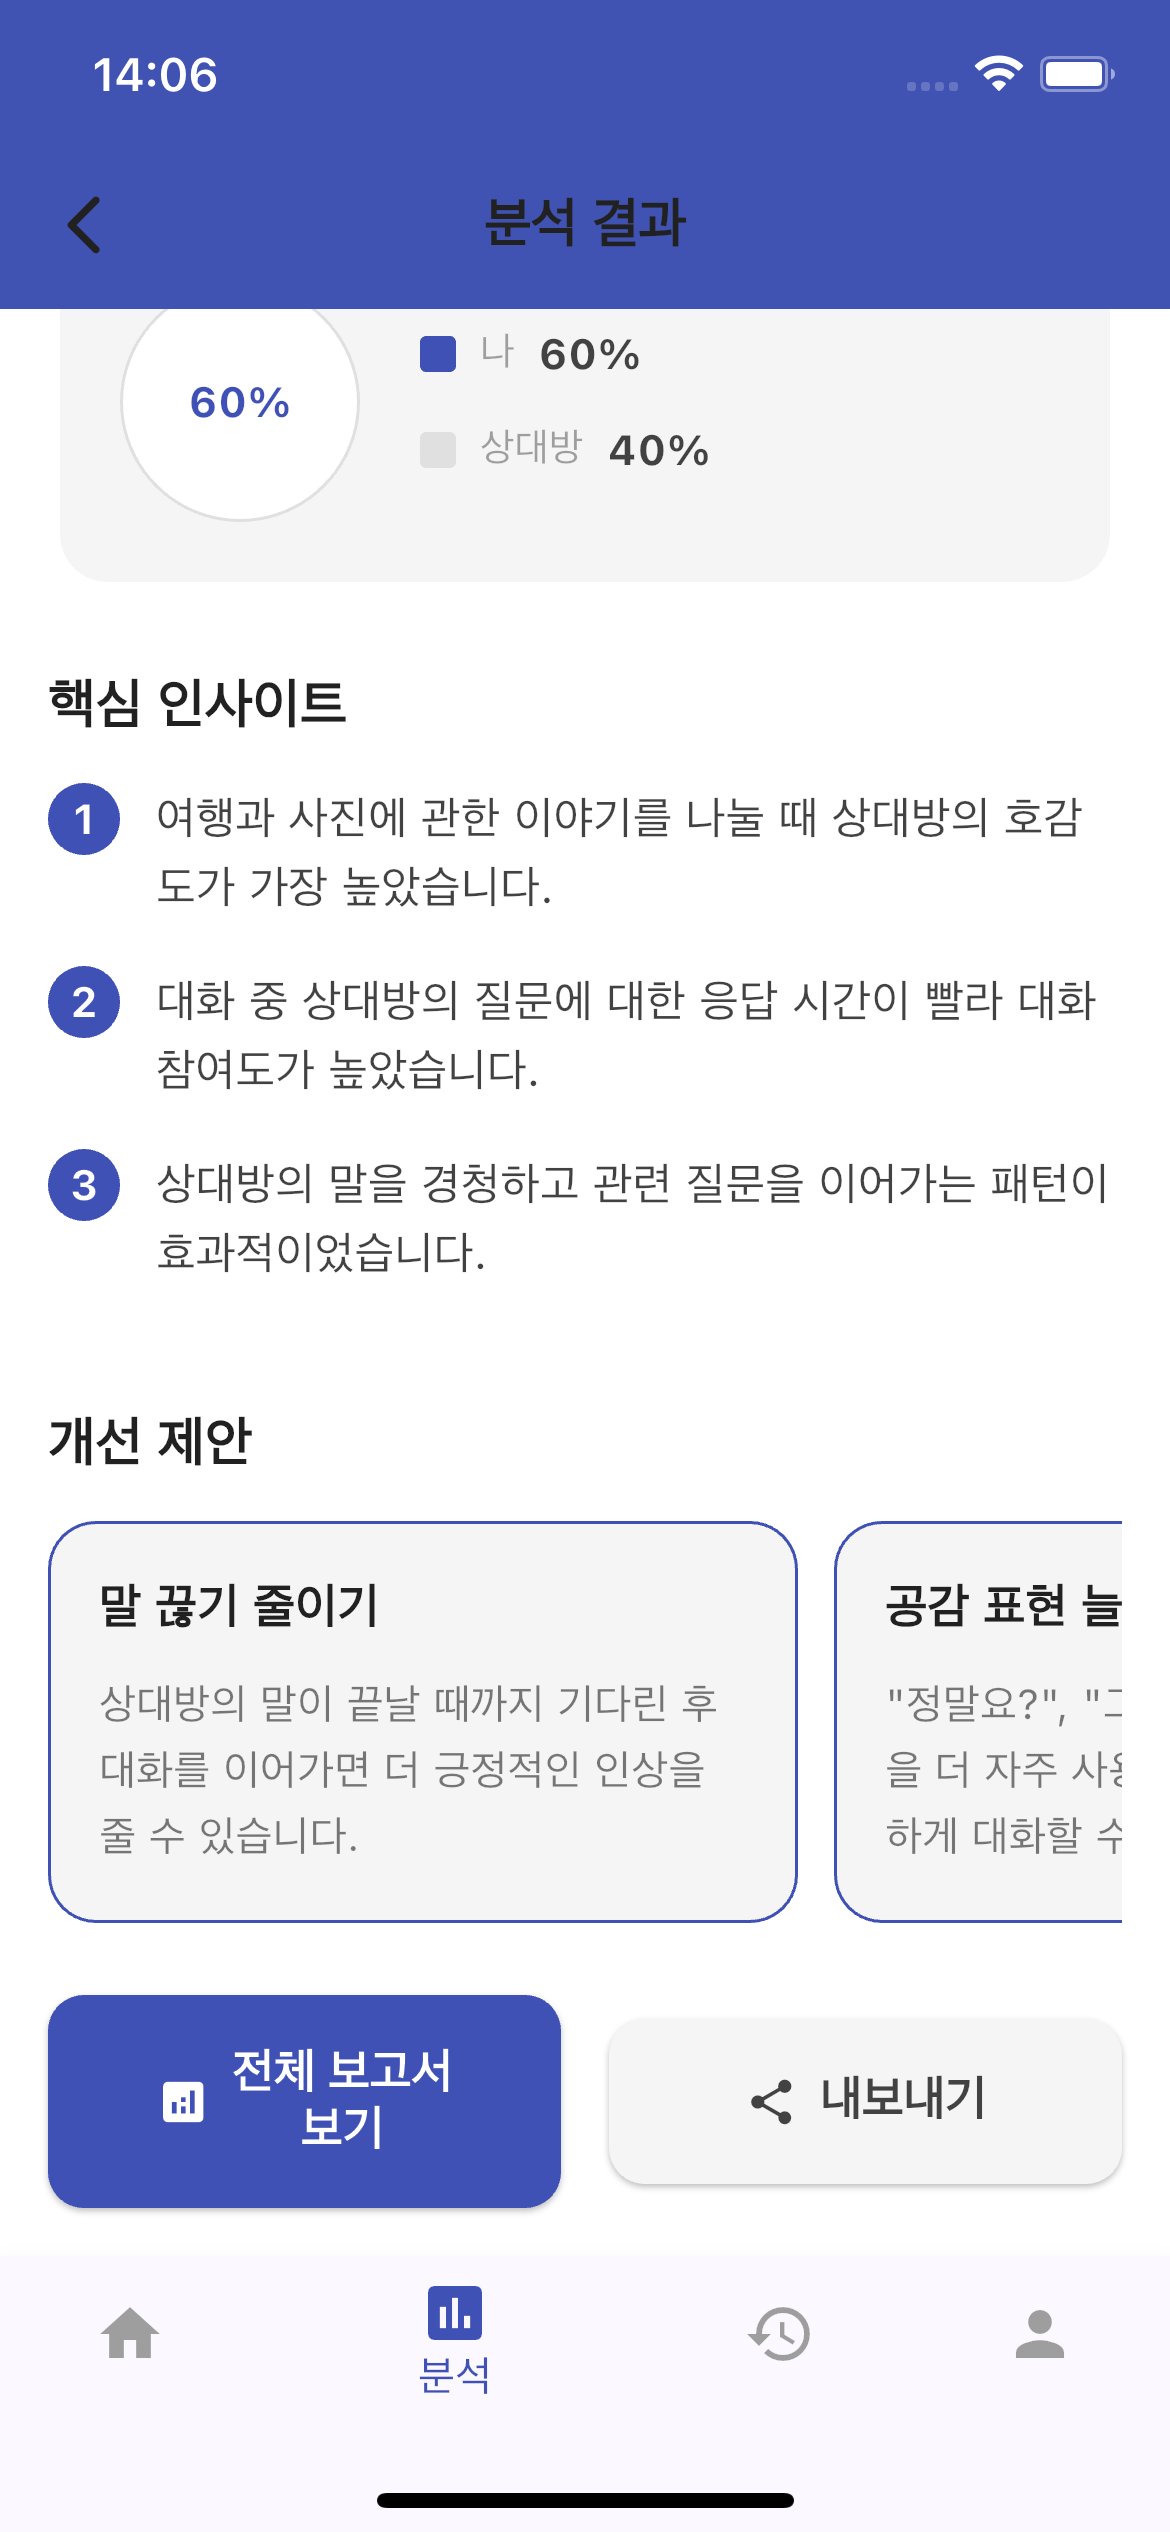 14:06
분석 결과
60%
나 60%
상대방 40%
핵심 인사이트
1 여행과 사진에 관한 이야기를 나눌 때 상대방의 호감
도가 가장 높았습니다.
2 대화 중 상대방의 질문에 대한 응답 시간이 빨라 대화
참여도가 높았습니다.
3 상대방의 말을 경청하고 관련 질문을 이어가는 패턴이
효과적이었습니다.
개선 제안
말 끊기 줄이기
상대방의 말이 끝날 때까지 기다린 후
대화를 이어가면 더 긍정적인 인상을
줄 수 있습니다.
공감 표현 늘
"정말요?", "그
을 더 자주 사용
하게 대화할 수
전체 보고서
보기
내보내기
분석